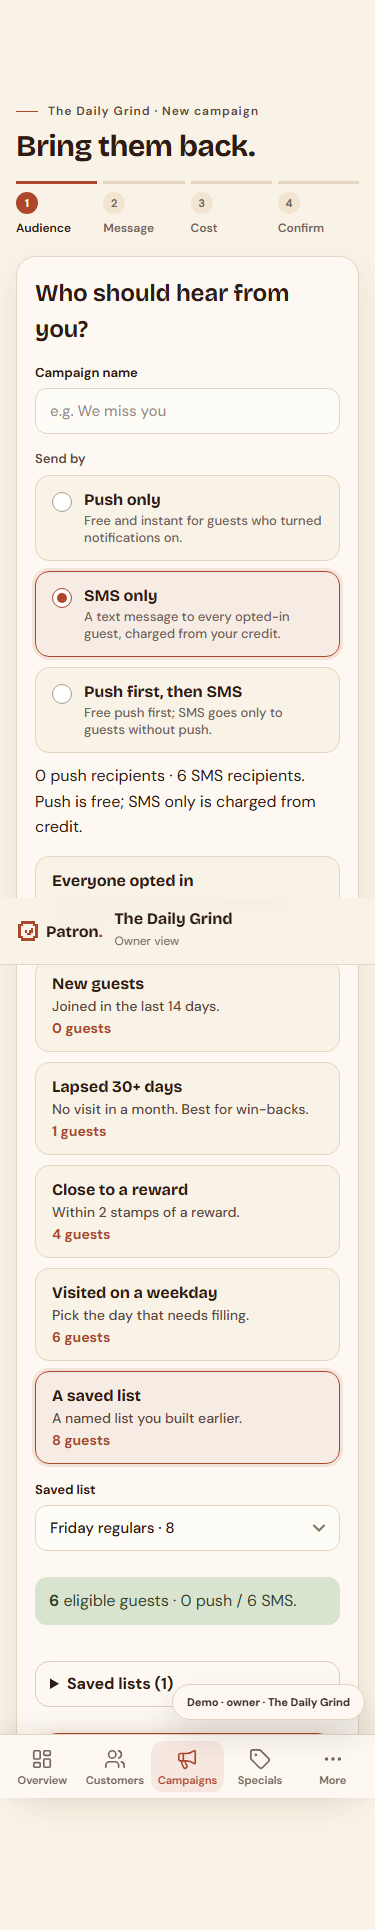 The Daily Grind · New campaign
Bring them back.
1
2
3
4
Audience
Message
Cost
Confirm
Who should hear from
you?
Campaign name
e.g. We miss you
Send by
Push only
Free and instant for guests who turned
notifications on.
SMS only
A text message to every opted-in
guest, charged from your credit.
Push first, then SMS
Free push first; SMS goes only to
guests without push.
0 push recipients · 6 SMS recipients.
Push is free; SMS only is charged from
credit.
Everyone opted in
Patron.
The Daily Grind
Owner view
New guests
Joined in the last 14 days.
0 guests
Lapsed 30+ days
No visit in a month. Best for win-backs.
1 guests
Close to a reward
Within 2 stamps of a reward.
4 guests
Visited on a weekday
Pick the day that needs filling.
6 guests
A saved list
A named list you built earlier.
8 guests
Saved list
Friday regulars · 8
6 eligible guests · 0 push / 6 SMS.
Saved lists (1)
Demo · owner · The Daily Grind
Overview
Customers
Campaigns
Specials
More